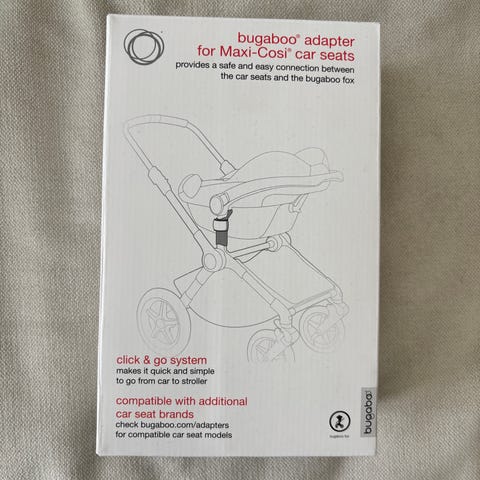 bugaboo® adapter
for Maxi-Cosi® car seats
provides a safe and easy connection between
the car seats and the bugaboo fox
click & go system
makes it quick and simple
to go from car to stroller
compatible with additional
car seat brands
check bugaboo.com/adapters
for compatible car seat models
bugaboo fox
bugaboo